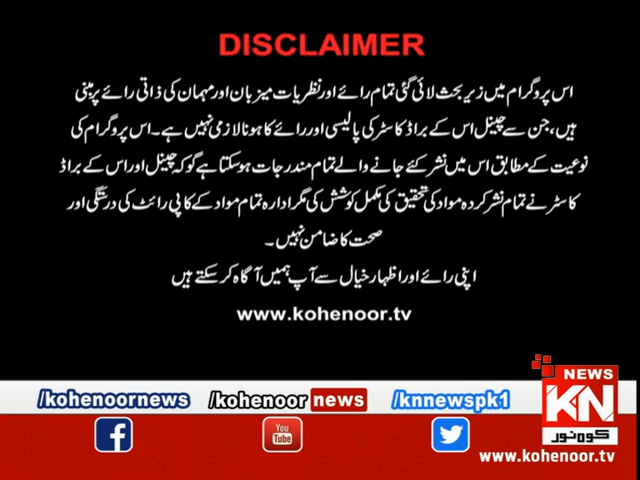 DISCLAIMER
اس پروگرام میں زیر بحث لائی گئی تمام رائے اور نظریات میزبان اور مہمان کی ذاتی رائے پر مبنی
ہیں، جن سے چینل اس کے براڈ کاسٹر کی پالیسی اور رائے کا ہونا لازمی نہیں ہے۔ اس پروگرام کی
نوعیت کے مطابق اس میں نشر کئے جانے والے تمام مندرجات ہو سکتا ہے گو کہ چینل اور اس کے براڈ
کاسٹر نے تمام نشر کردہ مواد کی تحقیق کی مکمل کوشش کی مگر ادارہ تمام مواد کے کاپی رائٹ کی درستگی اور
صحت کا ضامن نہیں۔
اپنی رائے اور اظہار خیال سے آپ ہمیں آگاہ کر سکتے ہیں
www.kohenoor.tv
/kohenoornews /kohenoor news /knnewspk1
You Tube
NEWS
KN
کوہ نور
www.kohenoor.tv